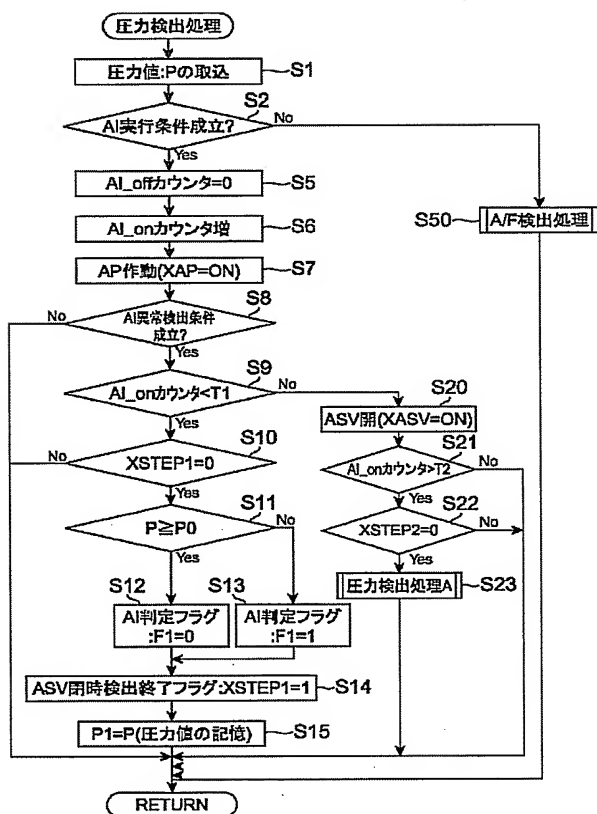 圧力検出処理
圧力値:Pの取込
S1
S2
AI実行条件成立?
No
Yes
AI_offカウンタ=0
S5
AI_onカウンタ増
S6
S50
A/F検出処理
AP作動(XAP=ON)
S7
S8
No
AI異常検出条件
成立?
Yes
S9
AI_onカウンタ<T1
No
S20
ASV開(XASV=ON)
Yes
S10
S21
No
XSTEP1=0
AI_onカウンタ>T2
No
Yes
Yes
S11
S22
P≧P0
No
XSTEP2=0
No
Yes
Yes
S12
S13
圧力検出処理A
S23
AI判定フラグ
:F1=0
AI判定フラグ
:F1=1
ASV閉時検出終了フラグ:XSTEP1=1
S14
P1=P(圧力値の記憶)
S15
RETURN